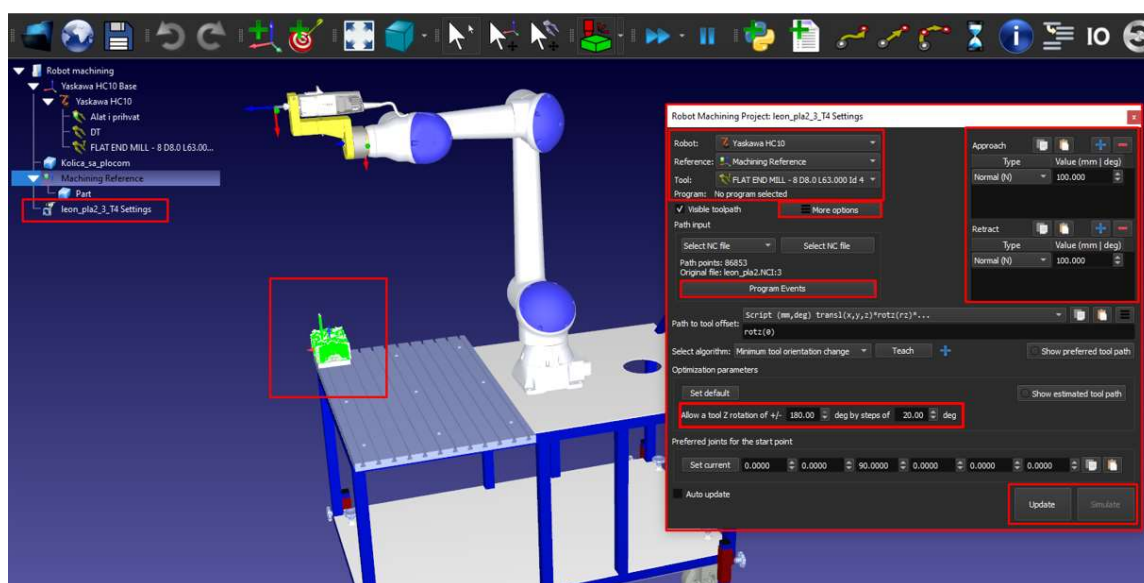 IO
Robot machining
Yaskawa HC10 Base
Yaskawa HC10
Alat i prihvat
DT
FLAT END MILL - 8 D8.0 L63.00...
Kolica_sa_plocom
Machining Reference
Part
leon_pla2_3_T4 Settings
Robot Machining Project: leon_pla2_3_T4 Settings
x
Robot: Yaskawa HC10
Reference: Machining Reference
Tool: FLAT END MILL - 8 D8.0 L63.000 Id 4
Program: No program selected
Visible toolpath More options
Path input
Select NC file Select NC file
Path points: 86853
Original file: leon_pla2.NCI:3
Program Events
Approach
Type Value (mm | deg)
Normal (N) 100.000
Retract
Type Value (mm | deg)
Normal (N) 100.000
Path to tool offset: Script (mm,deg) transl(x,y,z)*rotz(rz)*...
rotz(0)
Select algorithm: Minimum tool orientation change Teach Show preferred tool path
Optimization parameters
Set default Show estimated tool path
Allow a tool Z rotation of +/- 180.00 deg by steps of 20.00 deg
Preferred joints for the start point
Set current 0.0000 0.0000 90.0000 0.0000 0.0000 0.0000
Auto update
Update Simulate